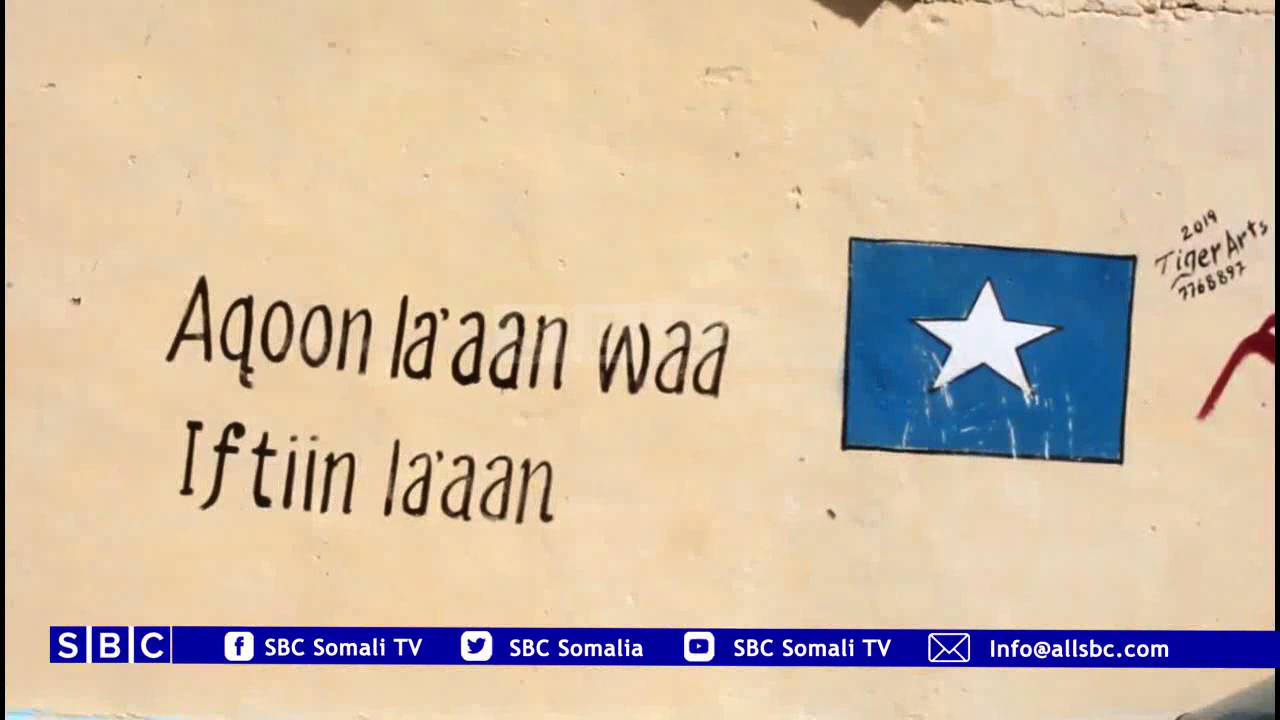 Aqoon la'aan waa
Iftiin la'aan
2019
Tiger Arts
7768897
SBC SBC Somali TV SBC Somalia SBC Somali TV Info@allsbc.com